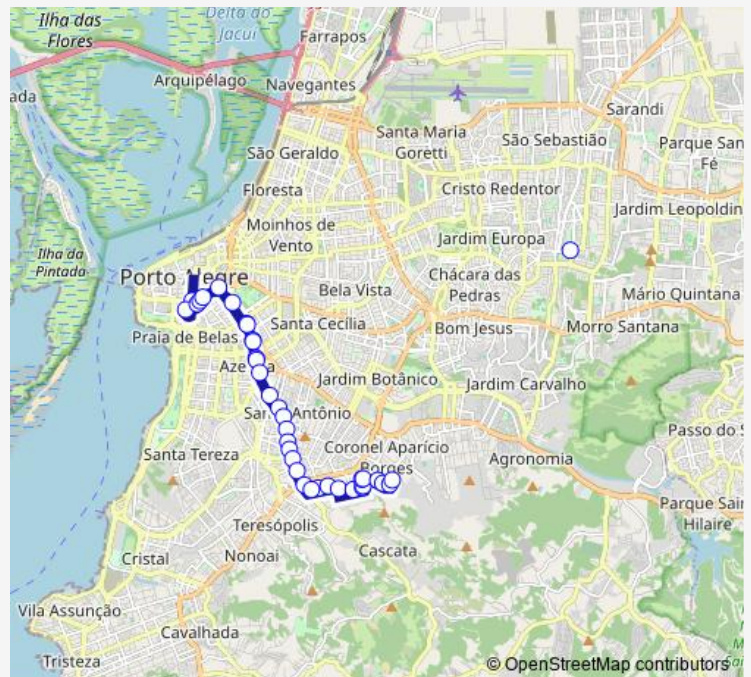 Ilha das
Flores
Delta do
Jacuí
Farrapos
Arquipélago
Navegantes
ada
Santa Maria
Goretti
São Sebastião
Sarandi
Parque San
Fé
São Geraldo
Floresta
Cristo Redentor
Jardim Leopoldin
Moinhos de
Vento
Jardim Europa
Ilha da
Pintada
Porto Alegre
Bela Vista
Chácara das
Pedras
Mário Quintana
Praia de Belas
Santa Cecília
Bom Jesus
Morro Santana
Jardim Botânico
Jardim Carvalho
Passo do S
Santa Tereza
Coronel Aparício
Borges
Agronomia
Parque Sain
Hilaire
Teresópolis
Cristal
Nonoai
Cascata
Vila Assunção
Cavalhada
Tristeza
© OpenStreetMap contributors